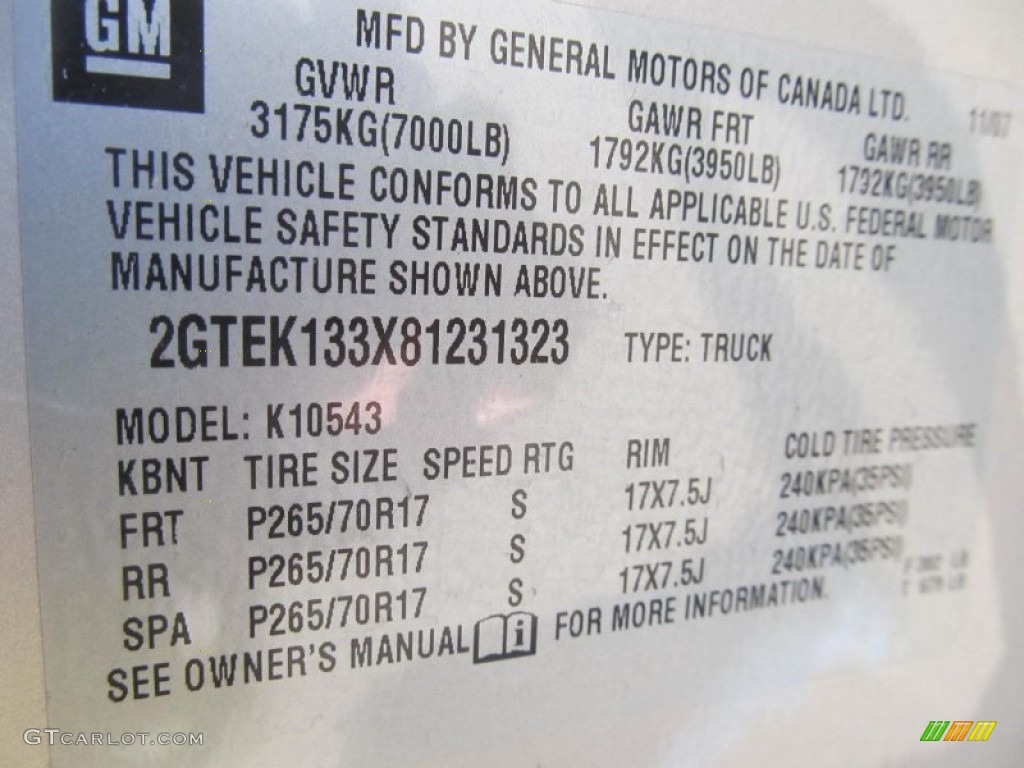 GM
MFD BY GENERAL MOTORS OF CANADA LTD.
11/07
GVWR GAWR FRT GAWR RR
3175KG(7000LB) 1792KG(3950LB) 1792KG(3950LB)
THIS VEHICLE CONFORMS TO ALL APPLICABLE U.S. FEDERAL MOTOR
VEHICLE SAFETY STANDARDS IN EFFECT ON THE DATE OF
MANUFACTURE SHOWN ABOVE.
2GTEK133X81231323 TYPE: TRUCK
MODEL: K10543
KBNT TIRE SIZE SPEED RTG RIM COLD TIRE PRESSURE
FRT P265/70R17 S 17X7.5J 240KPA(35PSI)
RR P265/70R17 S 17X7.5J 240KPA(35PSI)
SPA P265/70R17 S 17X7.5J 240KPA(35PSI)
SEE OWNER'S MANUAL i FOR MORE INFORMATION.
GTCARLOT.COM